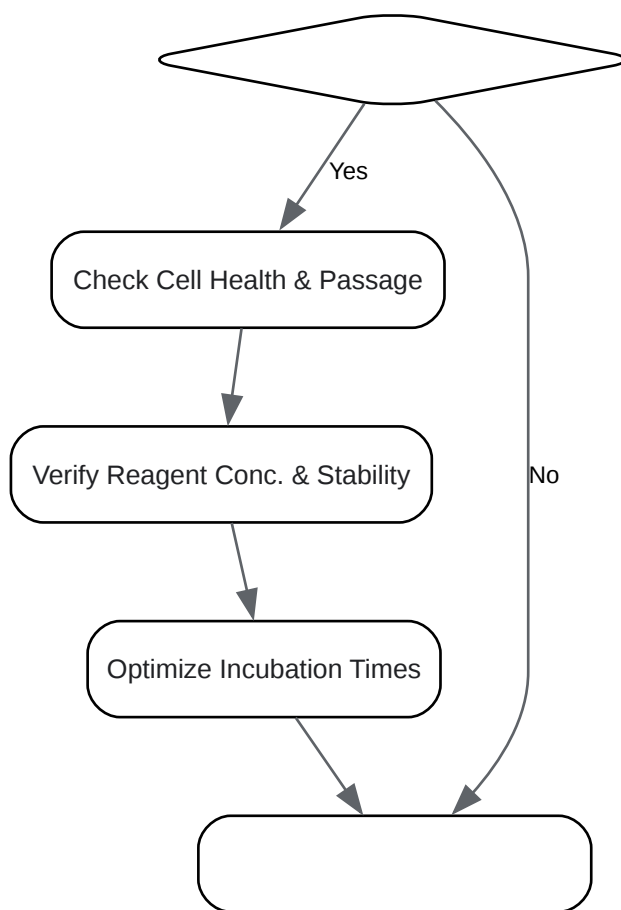 Yes
Check Cell Health & Passage
Verify Reagent Conc. & Stability
No
Optimize Incubation Times